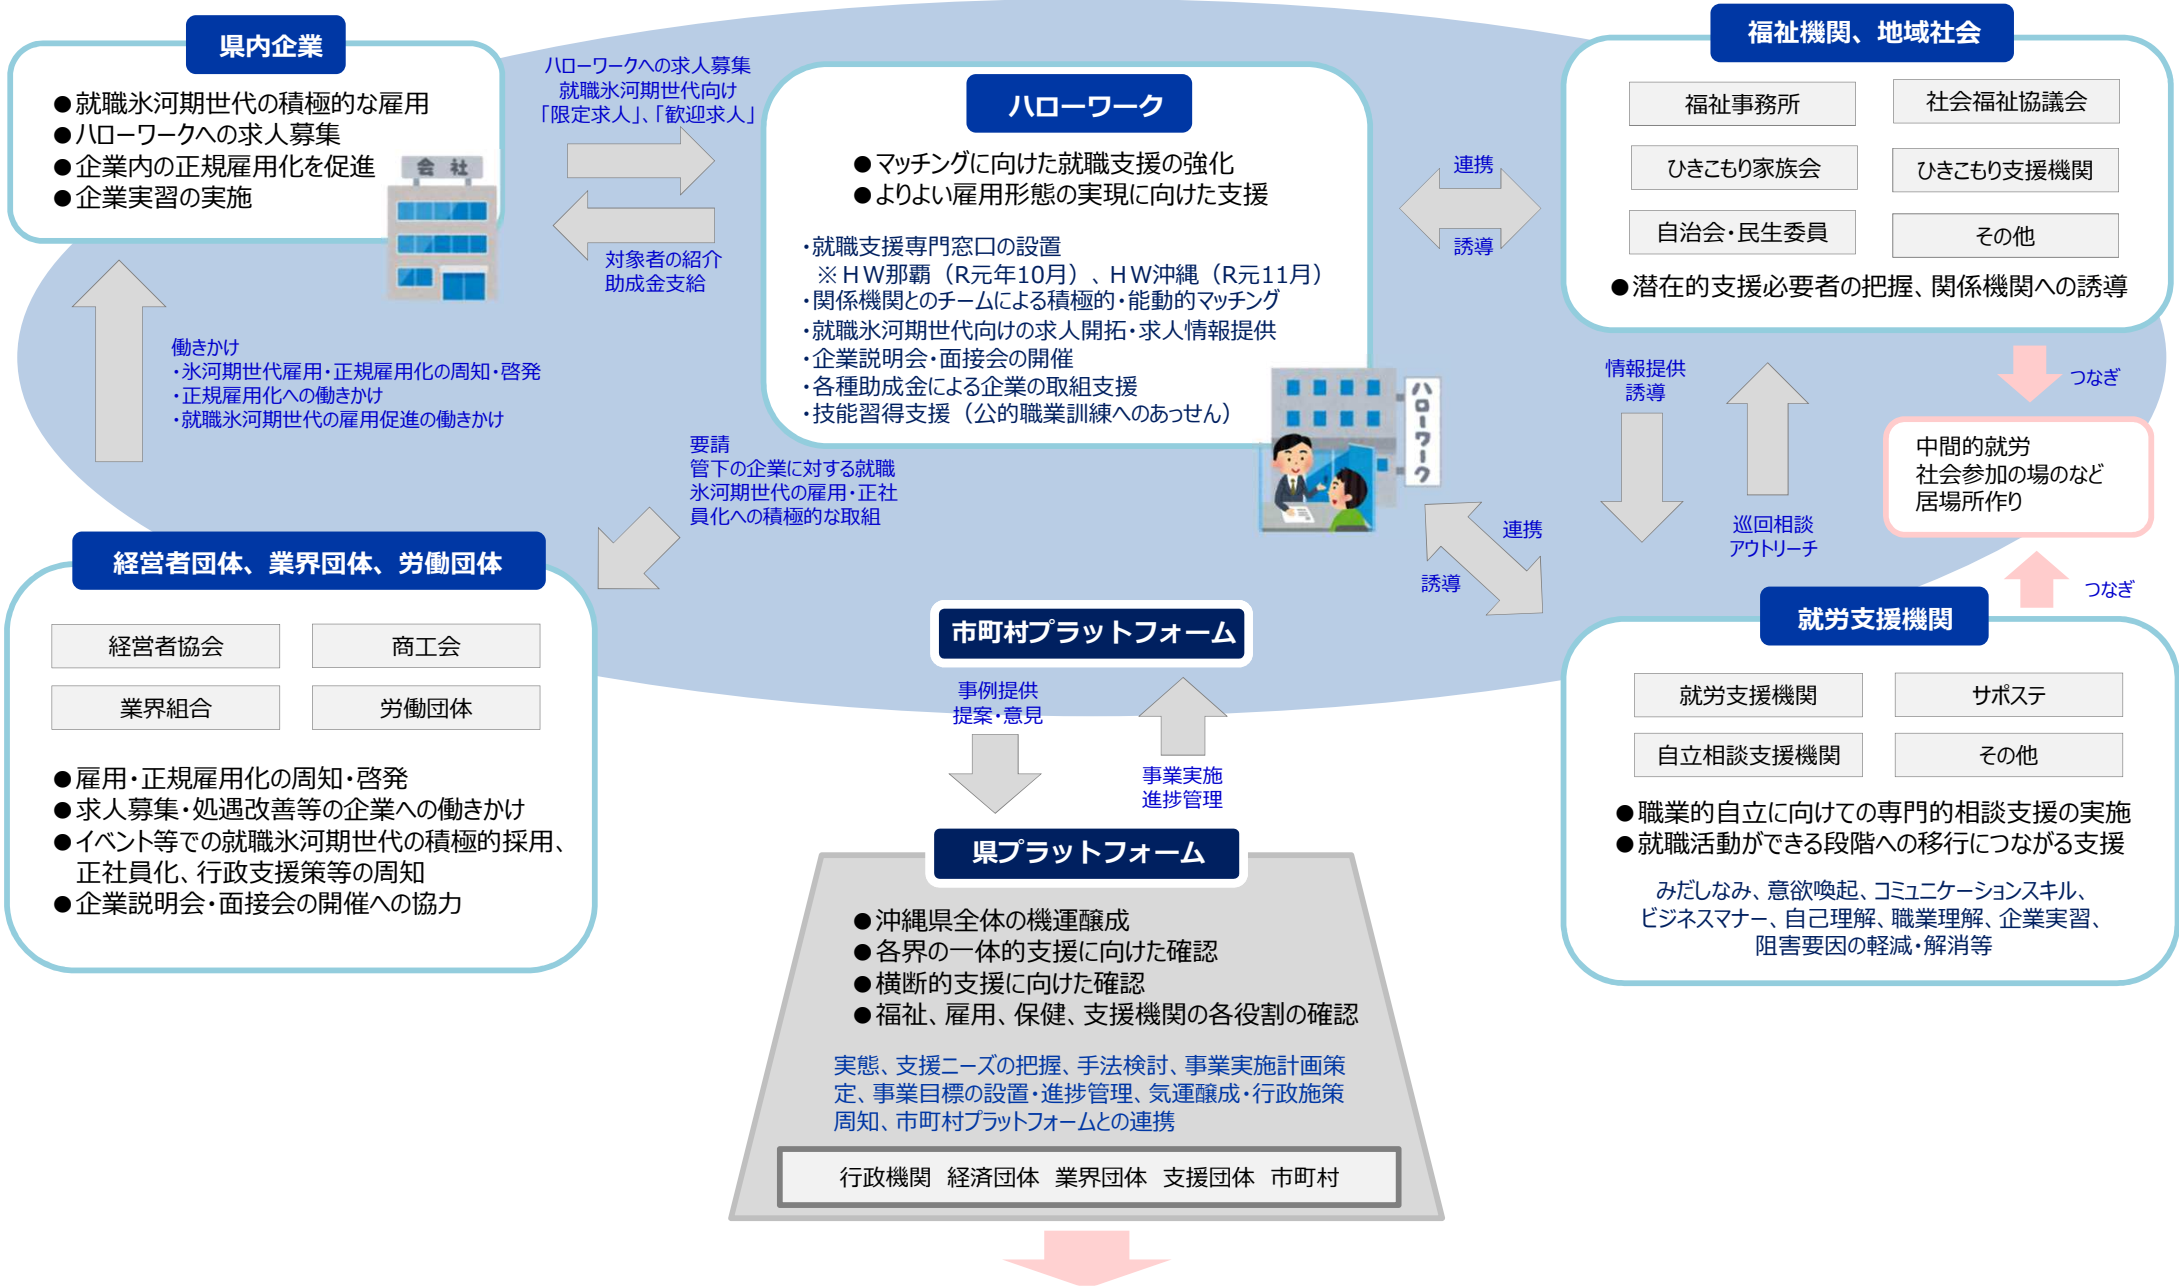 県内企業
●就職氷河期世代の積極的な雇用
●ハローワークへの求人募集
●企業内の正規雇用化を促進
●企業実習の実施
会社
ハローワークへの求人募集
就職氷河期世代向け
「限定求人」、「歓迎求人」
対象者の紹介
助成金支給
ハローワーク
●マッチングに向けた就職支援の強化
●よりよい雇用形態の実現に向けた支援
・就職支援専門窓口の設置
※HW那覇（R元年10月）、HW沖縄（R元11月）
・関係機関とのチームによる積極的・能動的マッチング
・就職氷河期世代向けの求人開拓・求人情報提供
・企業説明会・面接会の開催
・各種助成金による企業の取組支援
・技能習得支援（公的職業訓練へのあっせん）
ハローワーク
連携
誘導
福祉機関、地域社会
福祉事務所
社会福祉協議会
ひきこもり家族会
ひきこもり支援機関
自治会・民生委員
その他
●潜在的支援必要者の把握、関係機関への誘導
働きかけ
・氷河期世代雇用・正規雇用化の周知・啓発
・正規雇用化への働きかけ
・就職氷河期世代の雇用促進の働きかけ
要請
管下の企業に対する就職
氷河期世代の雇用・正社
員化への積極的な取組
情報提供
誘導
巡回相談
アウトリーチ
つなぎ
中間的就労
社会参加の場のなど
居場所作り
つなぎ
連携
誘導
経営者団体、業界団体、労働団体
経営者協会
商工会
業界組合
労働団体
●雇用・正規雇用化の周知・啓発
●求人募集・処遇改善等の企業への働きかけ
●イベント等での就職氷河期世代の積極的採用、
正社員化、行政支援策等の周知
●企業説明会・面接会の開催への協力
市町村プラットフォーム
事例提供
提案・意見
事業実施
進捗管理
就労支援機関
就労支援機関
サポステ
自立相談支援機関
その他
●職業的自立に向けての専門的相談支援の実施
●就職活動ができる段階への移行につながる支援
みだしなみ、意欲喚起、コミュニケーションスキル、
ビジネスマナー、自己理解、職業理解、企業実習、
阻害要因の軽減・解消等
県プラットフォーム
●沖縄県全体の機運醸成
●各界の一体的支援に向けた確認
●横断的支援に向けた確認
●福祉、雇用、保健、支援機関の各役割の確認
実態、支援ニーズの把握、手法検討、事業実施計画策
定、事業目標の設置・進捗管理、気運醸成・行政施策
周知、市町村プラットフォームとの連携
行政機関 経済団体 業界団体 支援団体 市町村